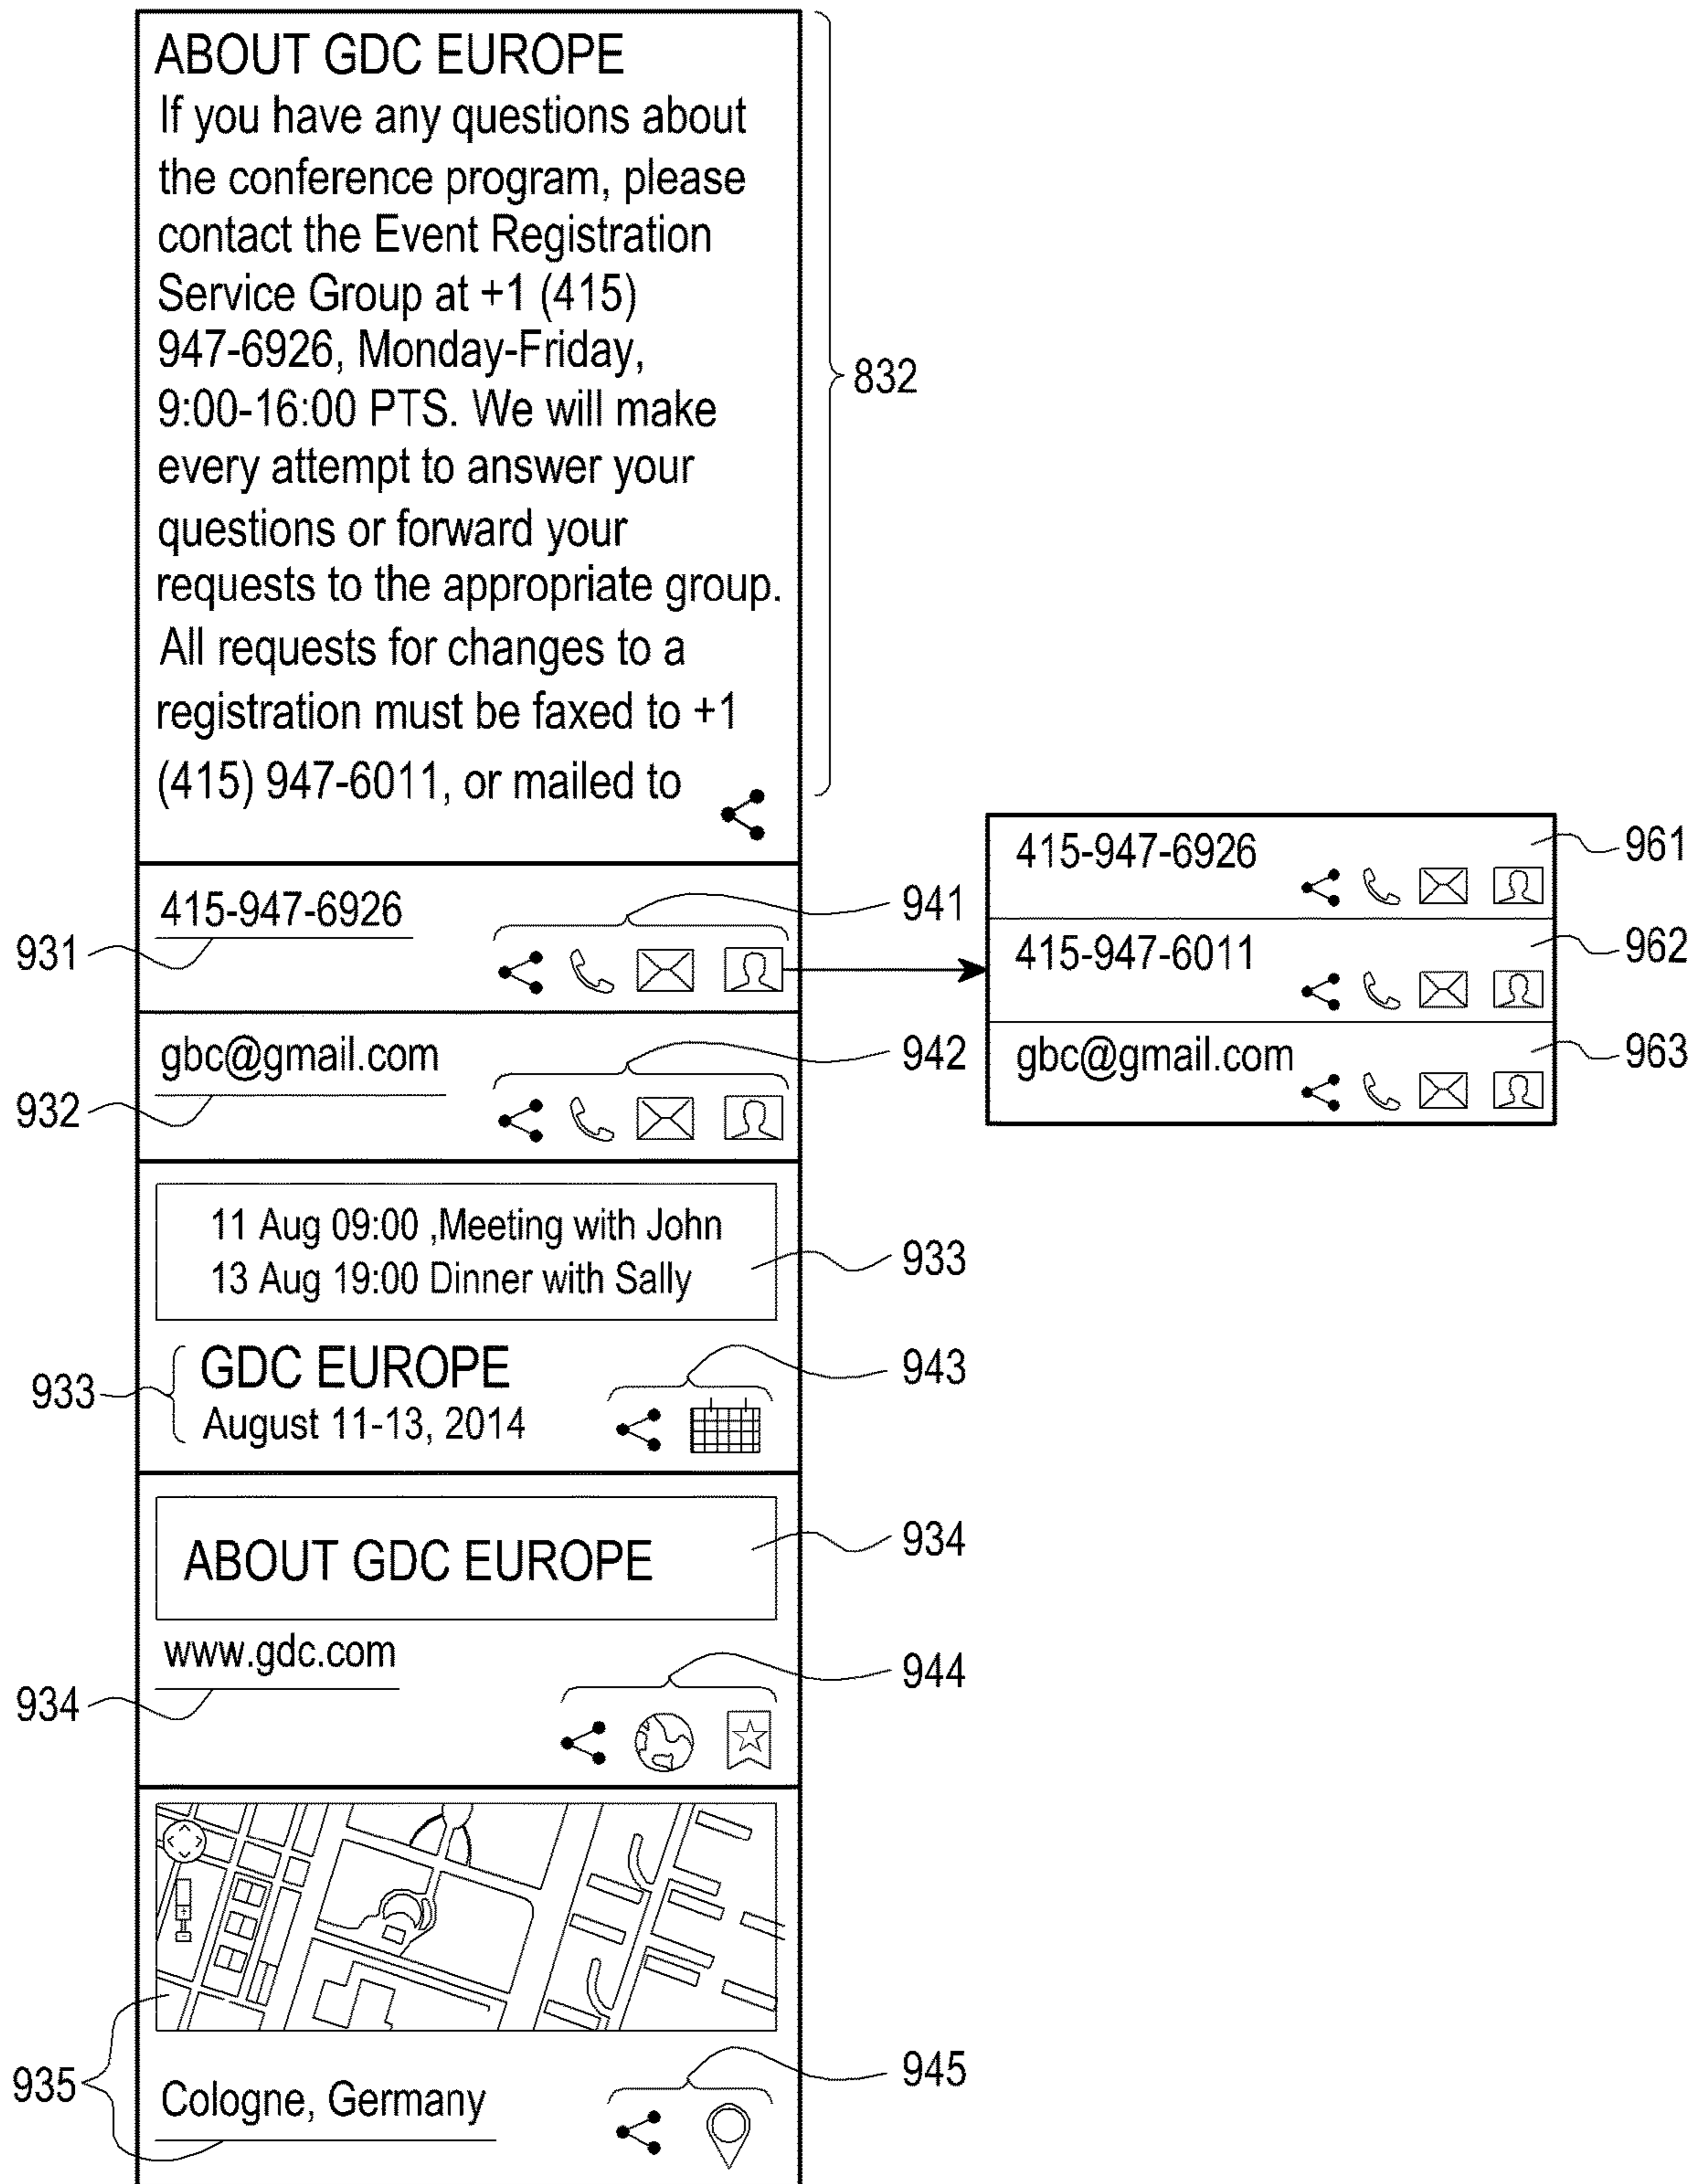 ABOUT GDC EUROPE
If you have any questions about
the conference program, please
contact the Event Registration
Service Group at +1 (415)
947-6926, Monday-Friday,
9:00-16:00 PTS. We will make
every attempt to answer your
questions or forward your
requests to the appropriate group.
All requests for changes to a
registration must be faxed to +1
(415) 947-6011, or mailed to
832
415-947-6926
931
941
gbc@gmail.com
932
942
415-947-6926
961
415-947-6011
962
gbc@gmail.com
963
11 Aug 09:00 ,Meeting with John
13 Aug 19:00 Dinner with Sally
933
GDC EUROPE
August 11-13, 2014
933
943
ABOUT GDC EUROPE
934
www.gdc.com
934
944
935
Cologne, Germany
945